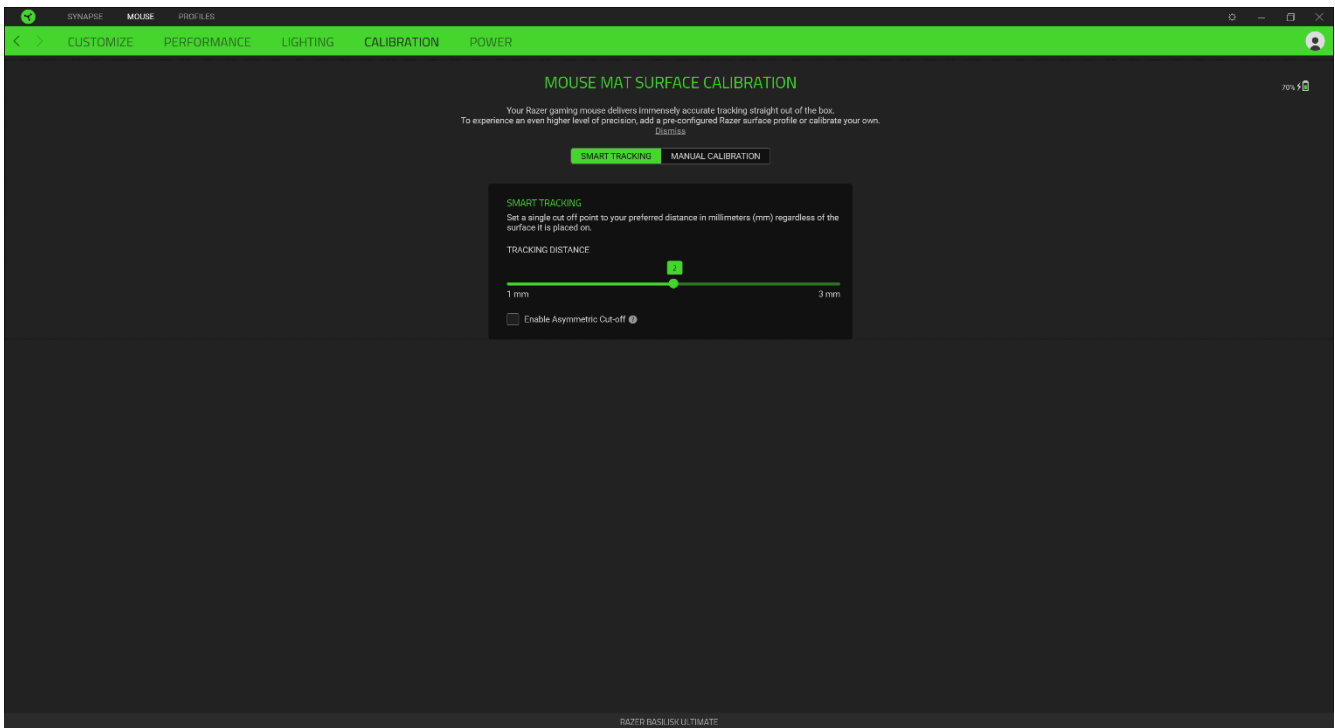 SYNAPSE MOUSE PROFILES
CUSTOMIZE PERFORMANCE LIGHTING CALIBRATION POWER
MOUSE MAT SURFACE CALIBRATION
70%
Your Razer gaming mouse delivers immensely accurate tracking straight out of the box.
To experience an even higher level of precision, add a pre-configured Razer surface profile or calibrate your own.
Dismiss
SMART TRACKING MANUAL CALIBRATION
SMART TRACKING
Set a single cut off point to your preferred distance in millimeters (mm) regardless of the
surface it is placed on.
TRACKING DISTANCE
2
1 mm 3 mm
Enable Asymmetric Cut-off
RAZER BASILISK ULTIMATE